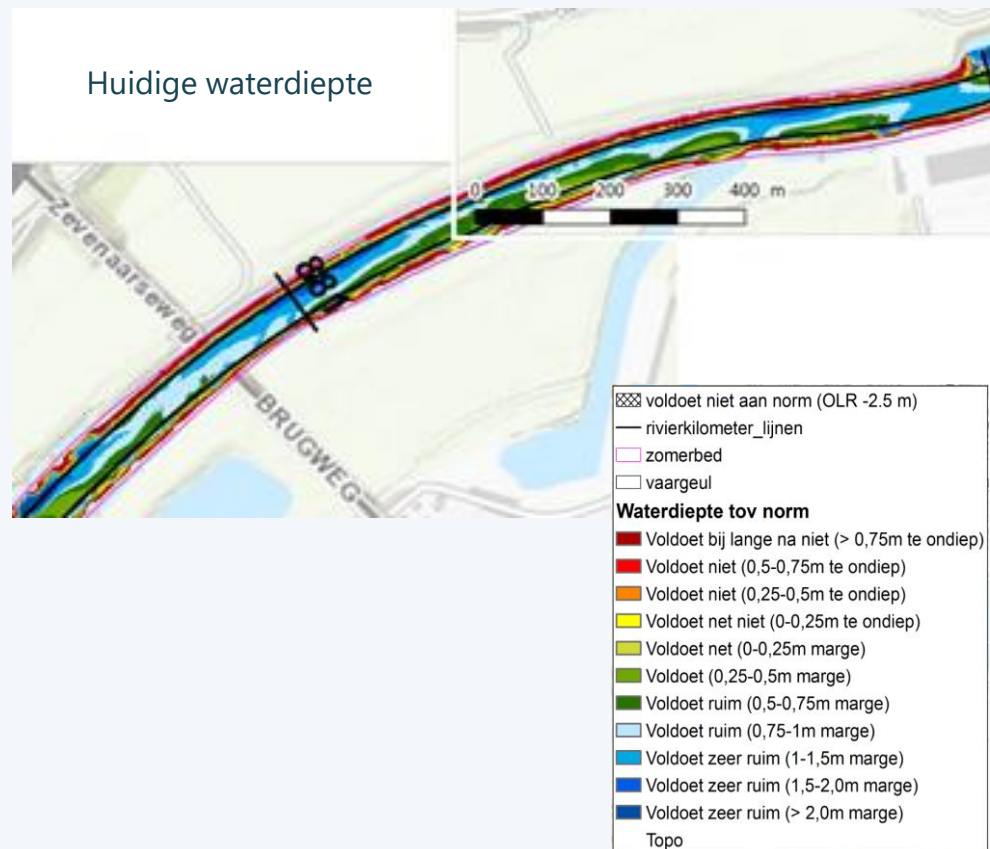 Huidige waterdiepte
0 100 200 300 400 m
Zevenaarseweg
BRUGWEG
voldoet niet aan norm (OLR -2.5 m)
rivierkilometer_lijnen
zomerbed
vaargeul
Waterdiepte tov norm
Voldoet bij lange na niet (> 0,75m te ondiep)
Voldoet niet (0,5-0,75m te ondiep)
Voldoet niet (0,25-0,5m te ondiep)
Voldoet net niet (0-0,25m te ondiep)
Voldoet net (0-0,25m marge)
Voldoet (0,25-0,5m marge)
Voldoet ruim (0,5-0,75m marge)
Voldoet ruim (0,75-1m marge)
Voldoet zeer ruim (1-1,5m marge)
Voldoet zeer ruim (1,5-2,0m marge)
Voldoet zeer ruim (> 2,0m marge)
Topo